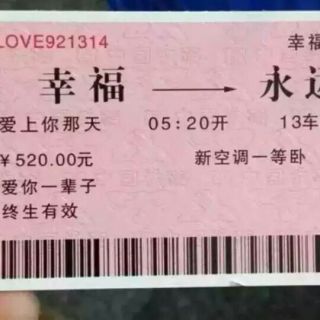 LOVE921314 幸福
幸福 → 永远
爱上你那天 05:20开 13车
¥520.00元 新空调一等卧
爱你一辈子
终生有效